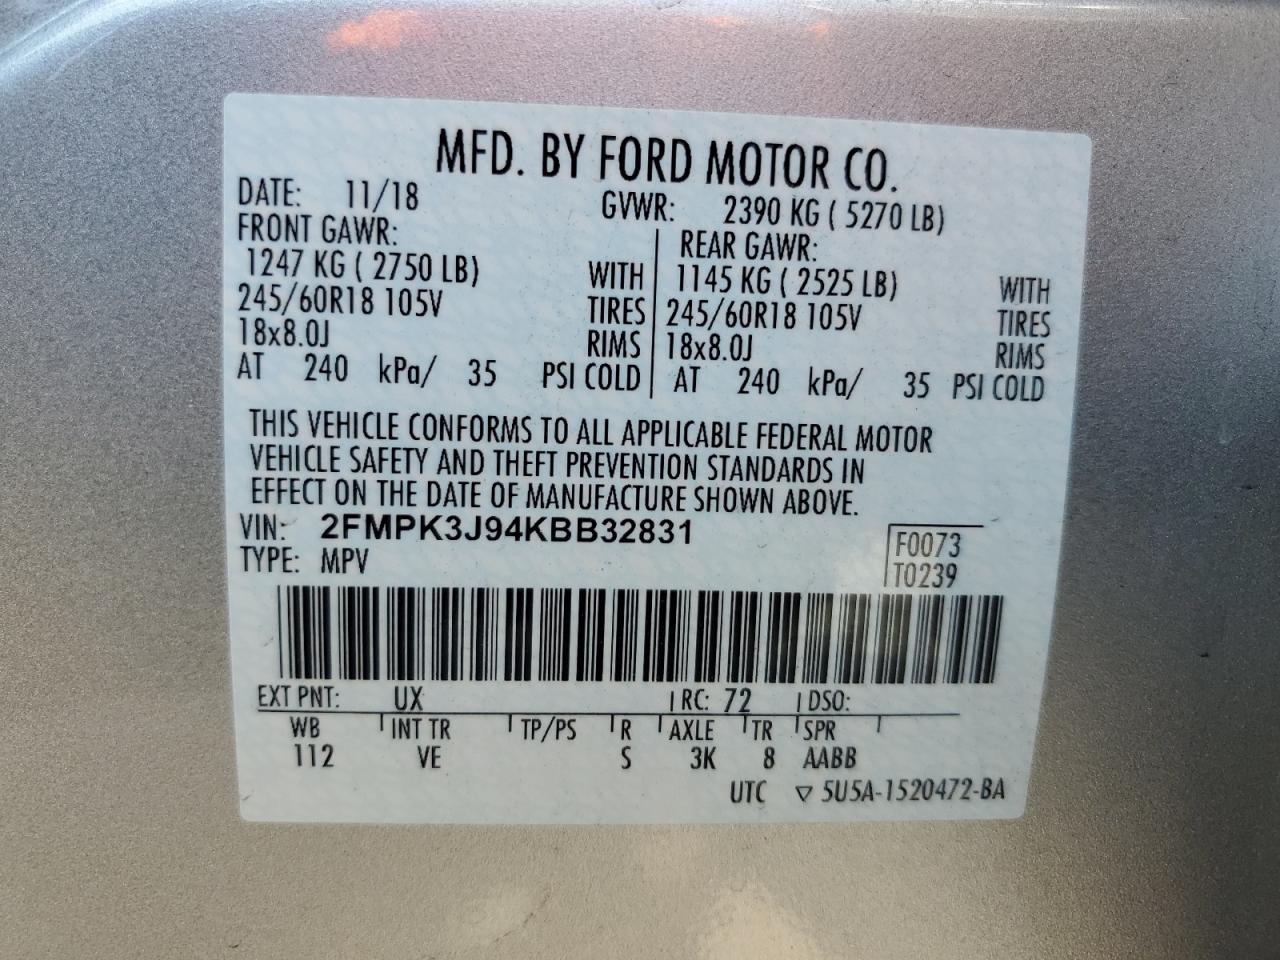 MFD. BY FORD MOTOR CO.
DATE: 11/18 GVWR: 2390 KG ( 5270 LB)
FRONT GAWR: REAR GAWR:
1247 KG ( 2750 LB) WITH 1145 KG ( 2525 LB) WITH
245/60R18 105V TIRES 245/60R18 105V TIRES
18x8.0J RIMS 18x8.0J RIMS
AT 240 kPa/ 35 PSI COLD AT 240 kPa/ 35 PSI COLD
THIS VEHICLE CONFORMS TO ALL APPLICABLE FEDERAL MOTOR
VEHICLE SAFETY AND THEFT PREVENTION STANDARDS IN
EFFECT ON THE DATE OF MANUFACTURE SHOWN ABOVE.
VIN: 2FMPK3J94KBB32831
TYPE: MPV
F0073
T0239
EXT PNT: UX RC: 72 DSO:
WB INT TR TP/PS R AXLE TR SPR
112 VE S 3K 8 AABB
UTC ▽ 5U5A-1520472-BA